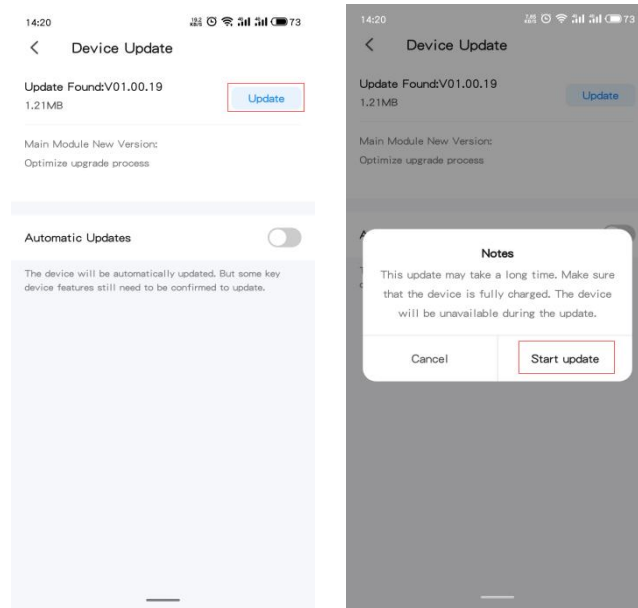 14:20
73
Device Update
Update Found:V01.00.19
1.21MB
Update
Main Module New Version:
Optimize upgrade process
Automatic Updates
The device will be automatically updated. But some key
device features still need to be confirmed to update.
14:20
73
Device Update
Update Found:V01.00.19
1.21MB
Update
Main Module New Version:
Optimize upgrade process
Notes
This update may take a long time. Make sure
that the device is fully charged. The device
will be unavailable during the update.
Cancel
Start update